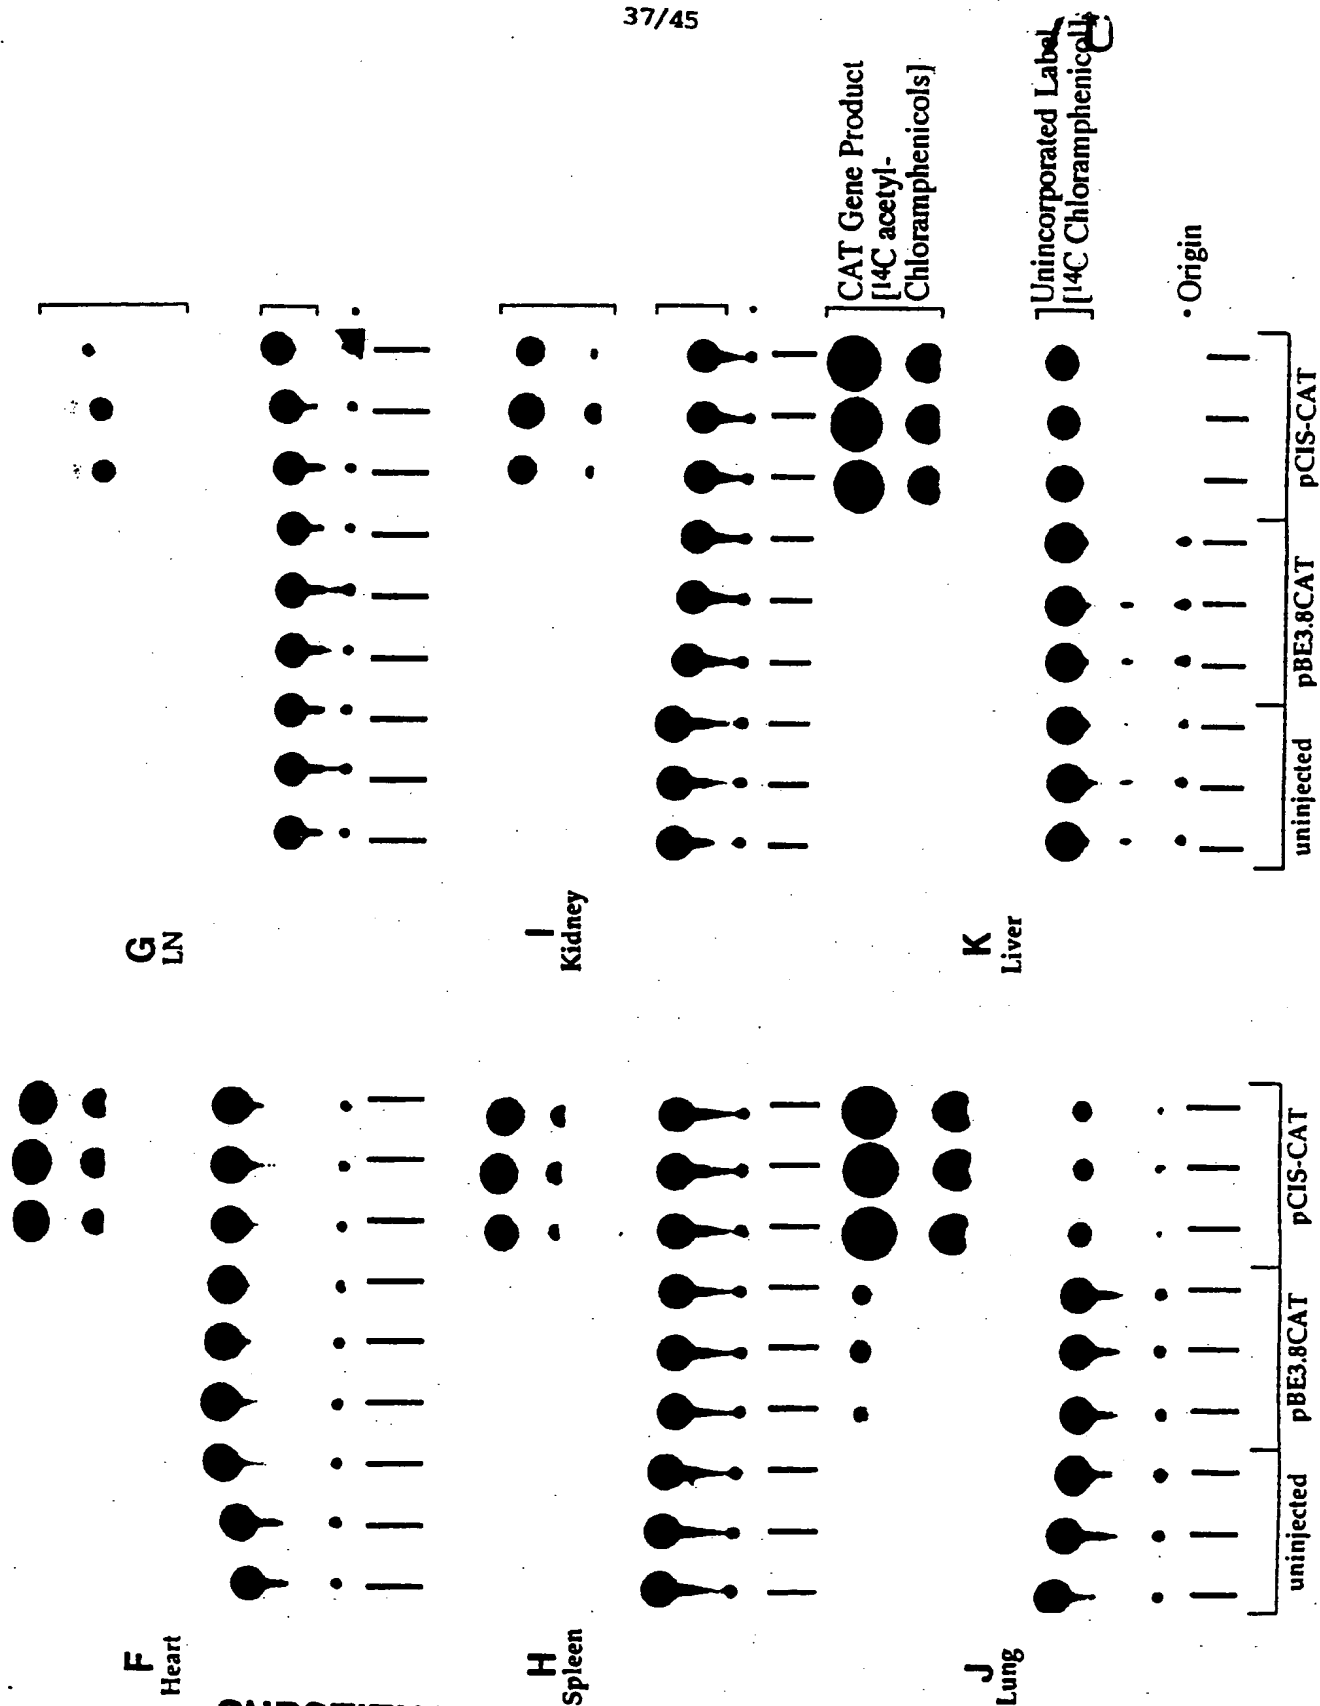 37/45
F
Heart
G
LN
H
Spleen
I
Kidney
J
Lung
K
Liver
CAT Gene Product
[14C acetyl-
Chloramphenicols]
Unincorporated Label
[14C Chloramphenicol]
• Origin
uninjected
pBE3.8CAT
pCIS-CAT
uninjected
pBE3.8CAT
pCIS-CAT